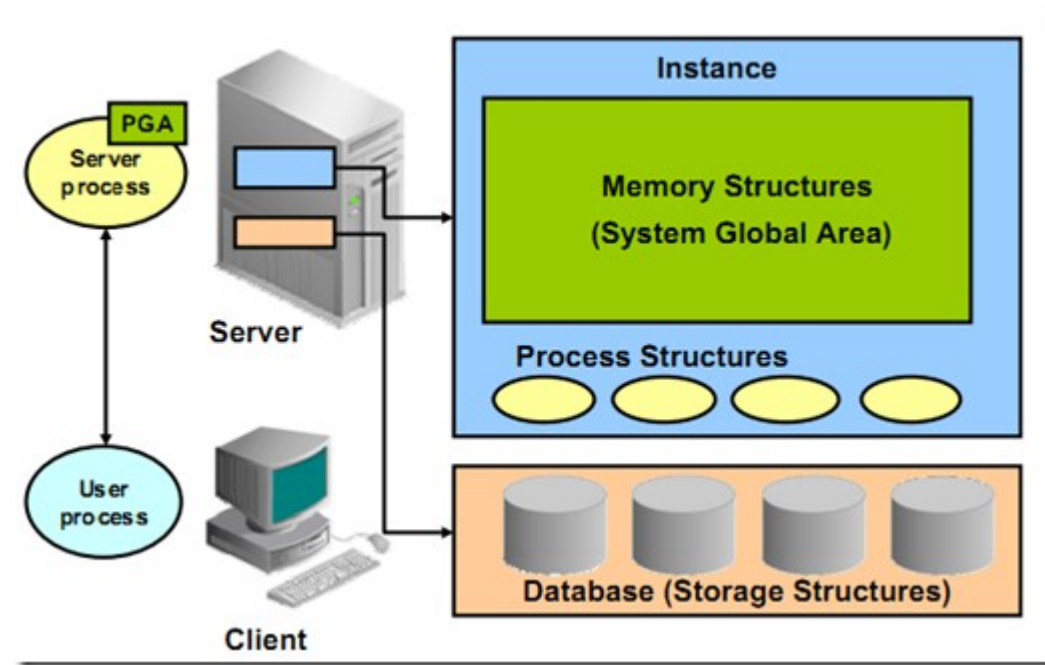 PGA
Server
process
User
process
Server
Client
Instance
Memory Structures
(System Global Area)
Process Structures
Database (Storage Structures)